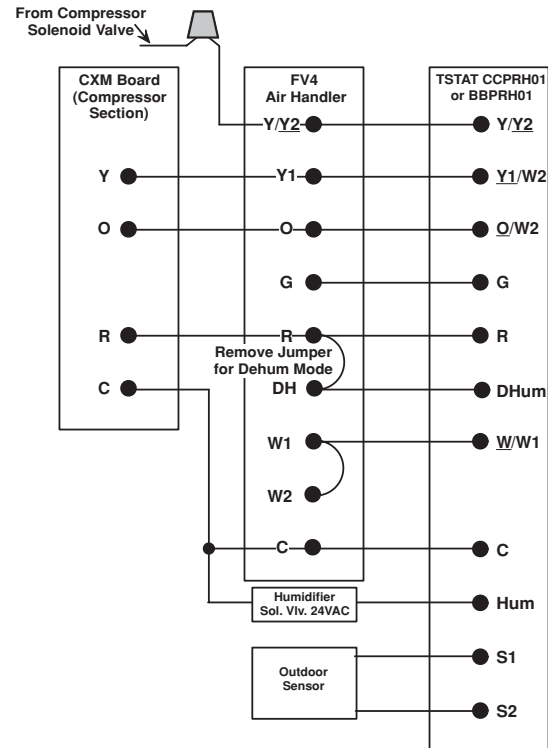 From Compressor
Solenoid Valve
CXM Board
(Compressor
Section)
FV4
Air Handler
TSTAT CCPRH01
or BBPRH01
Y/Y2
Y/Y2
Y
Y1
Y1/W2
O
O
O/W2
G
G
R
R
R
Remove Jumper
for Dehum Mode
C
DH
DHum
W1
W/W1
W2
C
C
Humidifier
Sol. Vlv. 24VAC
Hum
Outdoor
Sensor
S1
S2